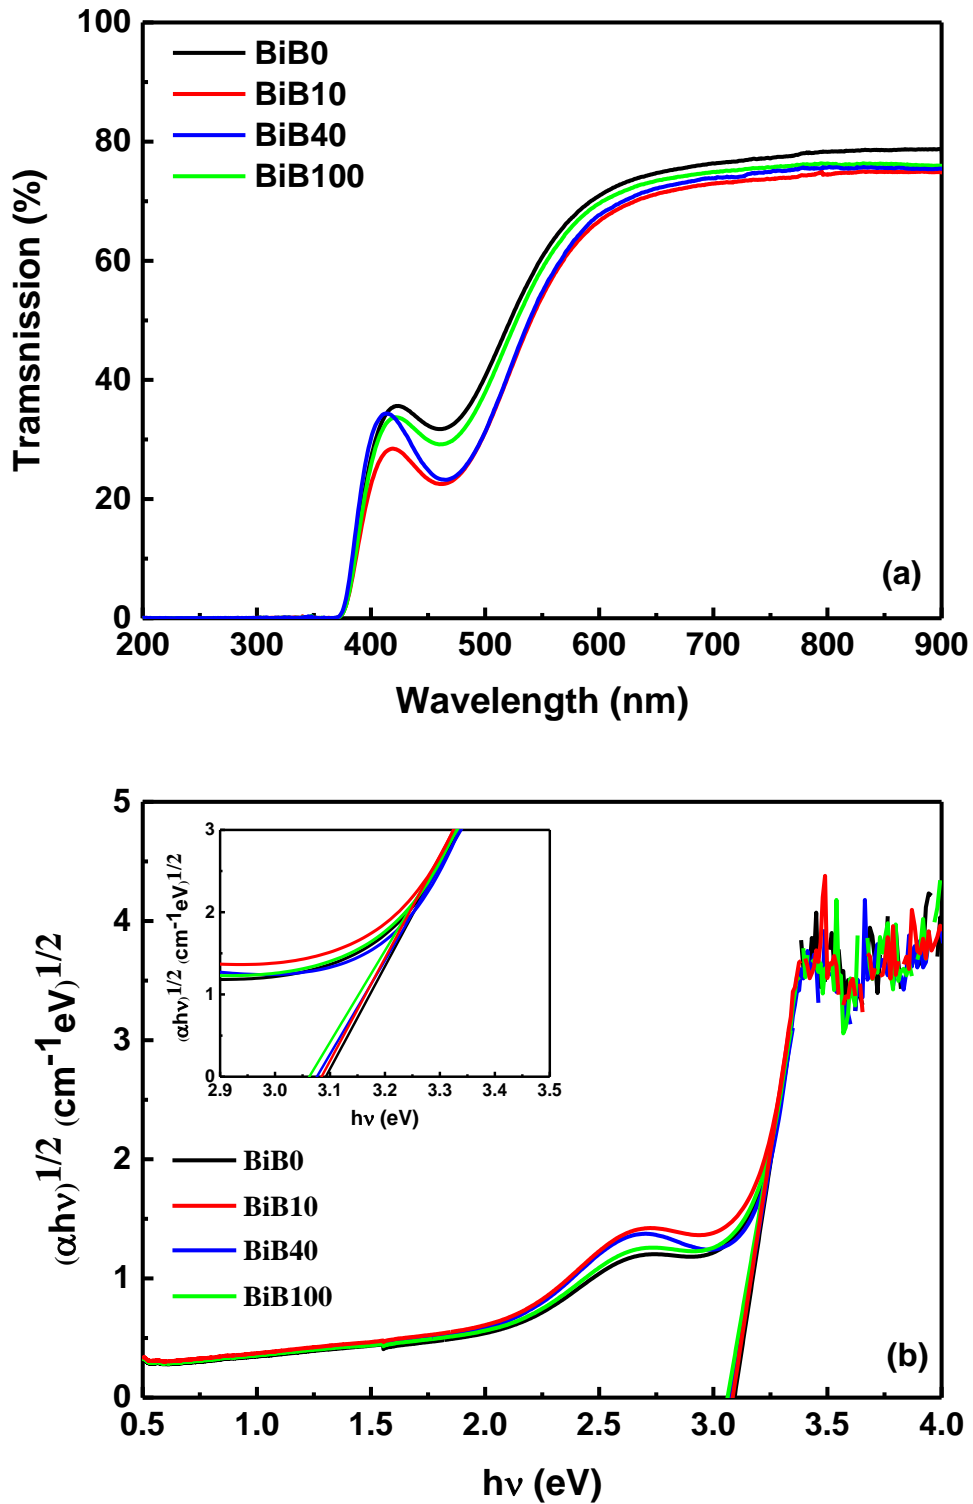 100
80
60
40
20
0
Tramsnission (%)
BiB0
BiB10
BiB40
BiB100
(a)
200 300 400 500 600 700 800 900
Wavelength (nm)
5
4
3
2
1
0
(αhν)^1/2 (cm^-1eV)^1/2
3
2
1
0
(αhν)^1/2 (cm^-1eV)^1/2
2.9 3.0 3.1 3.2 3.3 3.4 3.5
hν (eV)
BiB0
BiB10
BiB40
BiB100
(b)
0.5 1.0 1.5 2.0 2.5 3.0 3.5 4.0
hν (eV)